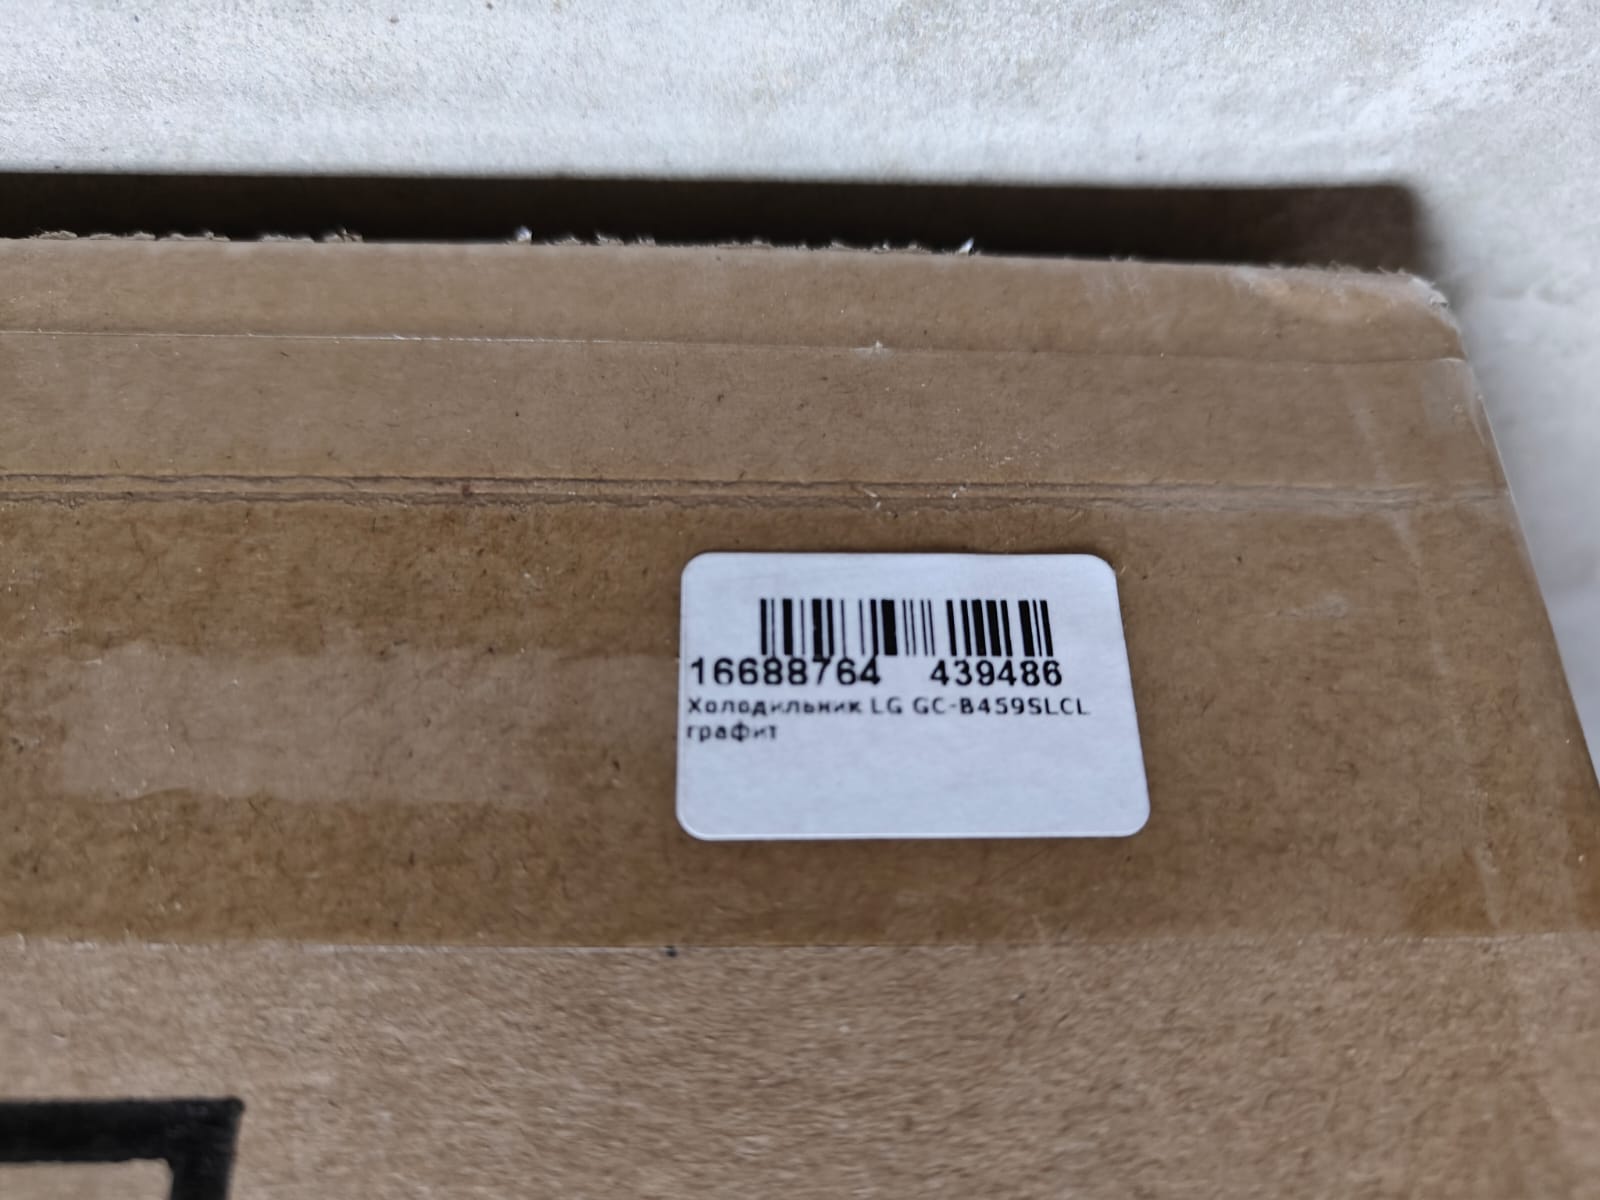 16688764 439486
Холодильник LG GC-B459SLCL
графит